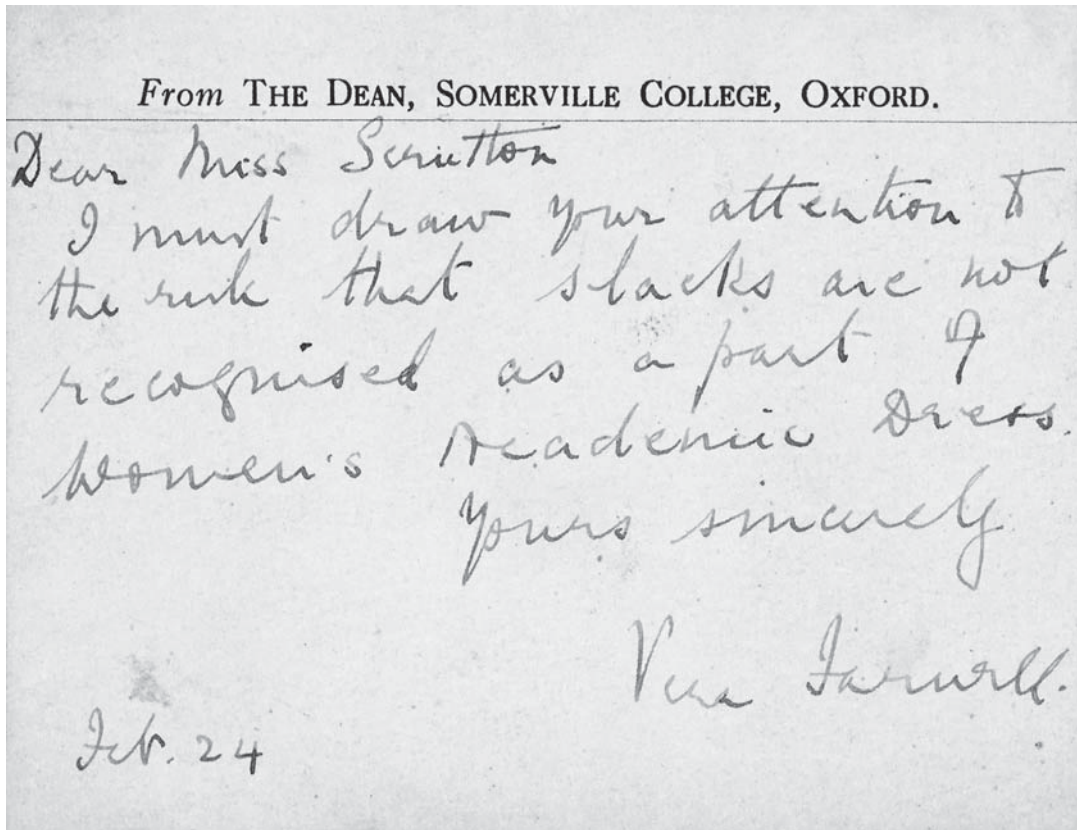 From THE DEAN, SOMERVILLE COLLEGE, OXFORD.
Dear Miss Scrutton
I must draw your attention to
the rule that slacks are not
recognised as a part of
Women's Academic Dress.
Yours sincerely
Vera Farnell.
Feb. 24